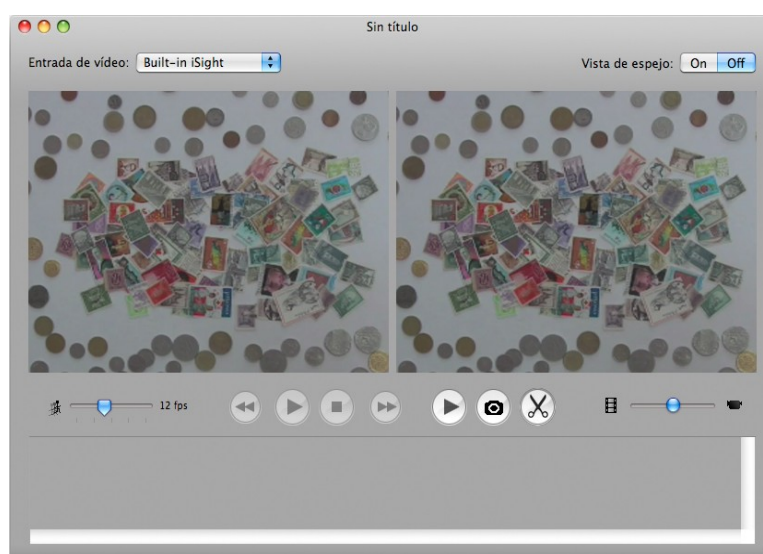 Sin título
Entrada de vídeo: Built-in iSight Vista de espejo: On Off
12 fps